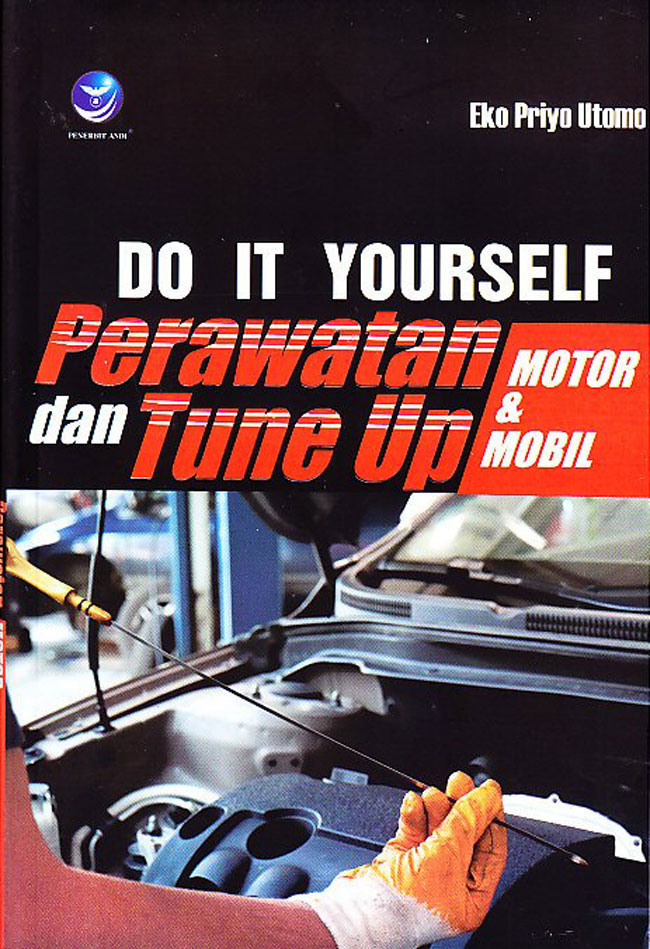 PENERBIT ANDI
Eko Priyo Utomo
DO IT YOURSELF
Perawatan
dan Tune Up
MOTOR
&
MOBIL